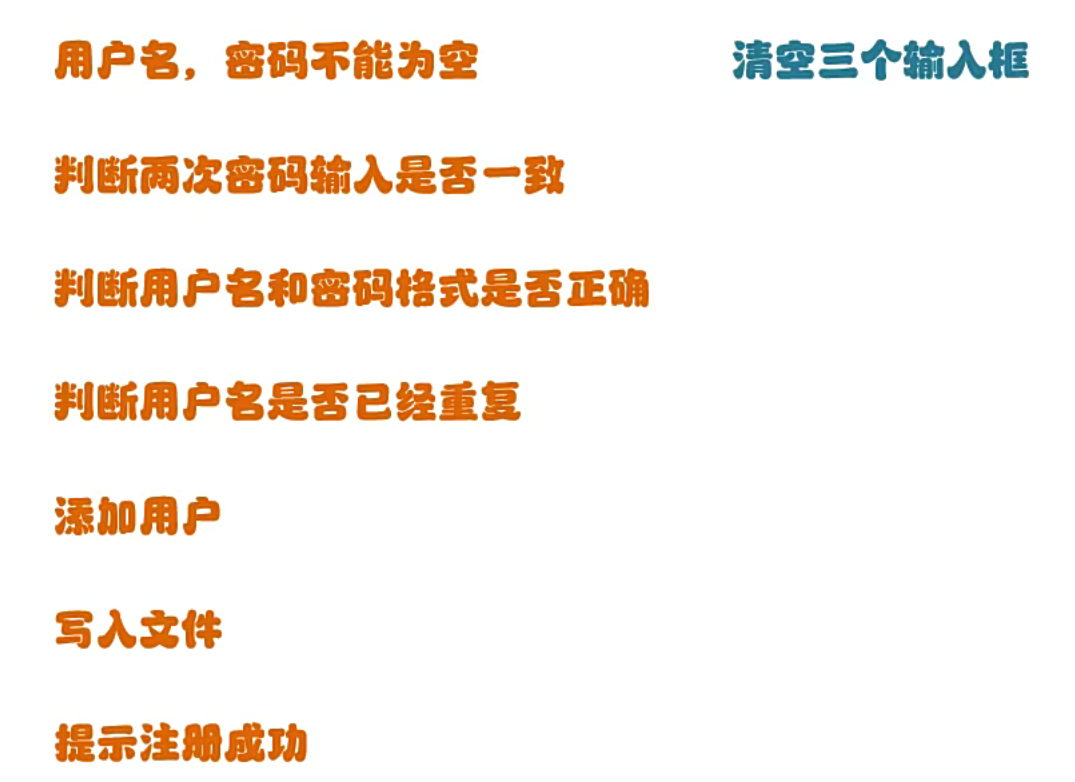 用户名，密码不能为空
清空三个输入框
判断两次密码输入是否一致
判断用户名和密码格式是否正确
判断用户名是否已经重复
添加用户
写入文件
提示注册成功